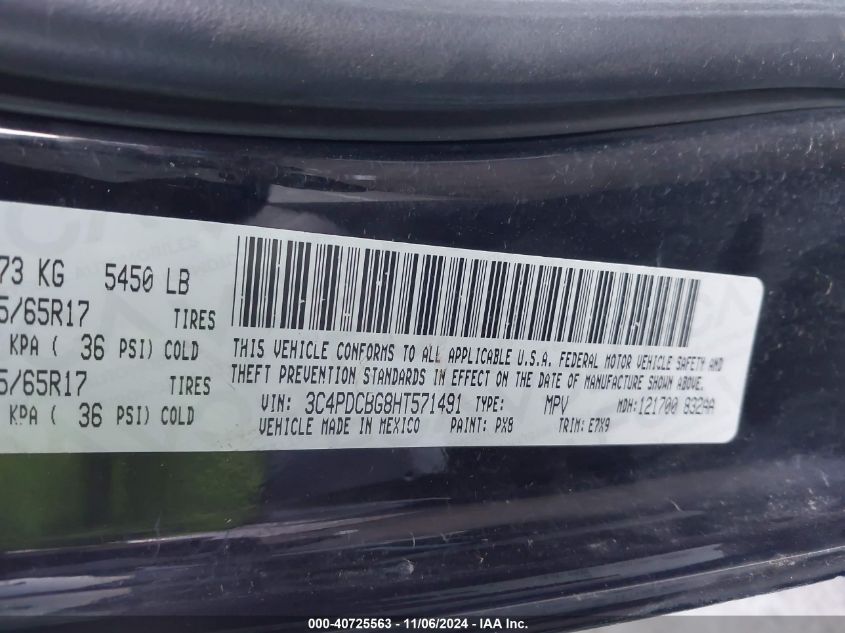 73 KG 5450 LB
5/65R17 TIRES
KPA ( 36 PSI) COLD
5/65R17 TIRES
KPA ( 36 PSI) COLD
THIS VEHICLE CONFORMS TO ALL APPLICABLE U.S.A. FEDERAL MOTOR VEHICLE SAFETY AND
THEFT PREVENTION STANDARDS IN EFFECT ON THE DATE OF MANUFACTURE SHOWN ABOVE.
VIN: 3C4PDCBG8HT571491 TYPE: MPV MDH:121700 832AA
VEHICLE MADE IN MEXICO PAINT: PX8 TRIM: E7X9
000-40725563 - 11/06/2024 - IAA Inc.